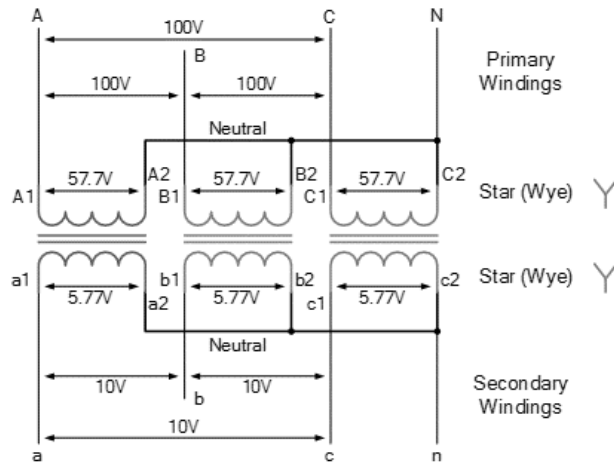 A C N
100V
B
100V 100V
Primary
Windings
Neutral
A2 B2 C2
57.7V 57.7V 57.7V
A1 B1 C1 Star (Wye)
a1 b1 b2 c1 c2 Star (Wye)
5.77V a2 5.77V 5.77V
Neutral
10V 10V
Secondary
Windings
b
10V
a c n